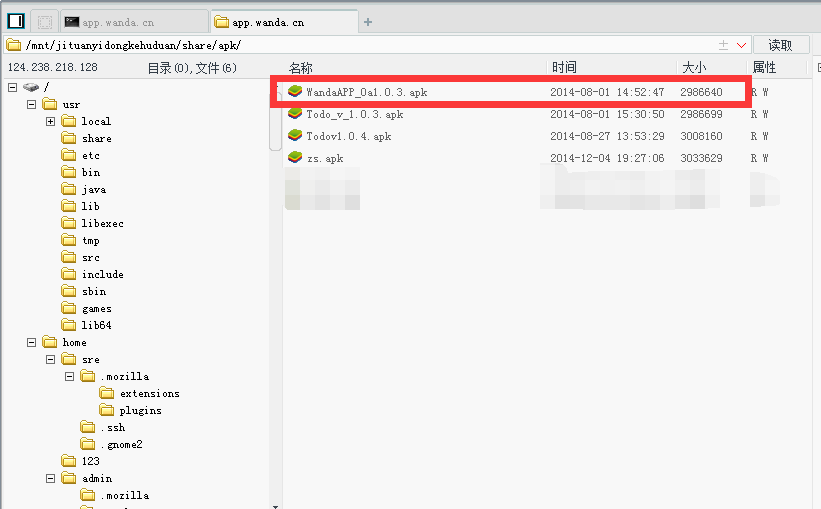 app.wanda.cn app.wanda.cn +
/mnt/jituanyidongkehuduan/share/apk/ 读取
124.238.218.128 目录(0),文件(6) 名称 时间 大小 属性
/
WandaAPP_Oa1.0.3.apk 2014-08-01 14:52:47 2986640 R W
usr
Todo_v_1.0.3.apk 2014-08-01 15:30:50 2986699 R W
local
Todov1.0.4.apk 2014-08-27 13:53:29 3008160 R W
share
zs.apk 2014-12-04 19:27:06 3033629 R W
etc
bin
java
lib
libexec
tmp
src
include
sbin
games
lib64
home
sre
.mozilla
extensions
plugins
.ssh
.gnome2
123
admin
.mozilla